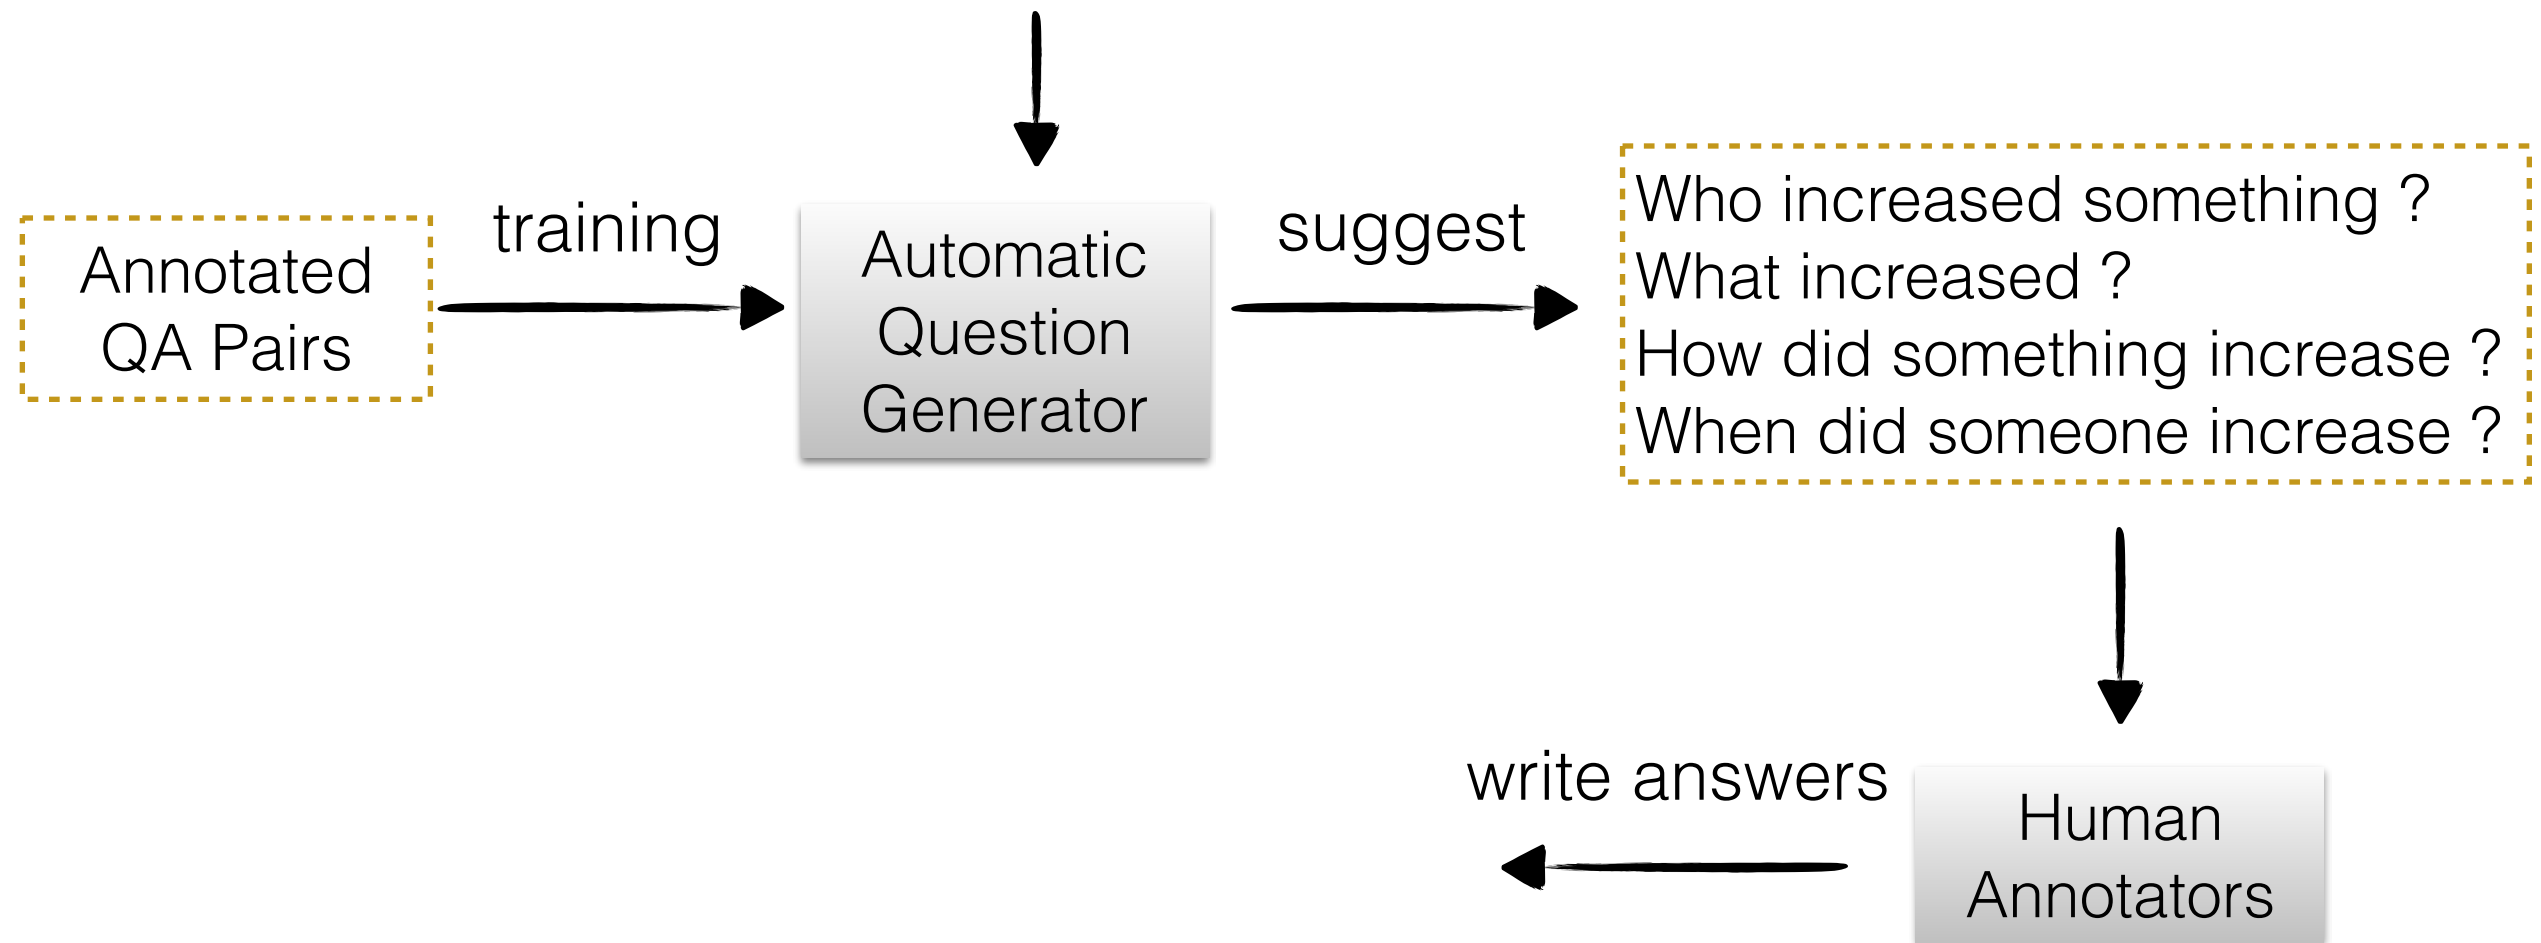 Annotated
QA Pairs
training
Automatic
Question
Generator
suggest
Who increased something ?
What increased ?
How did something increase ?
When did someone increase ?
write answers
Human
Annotators